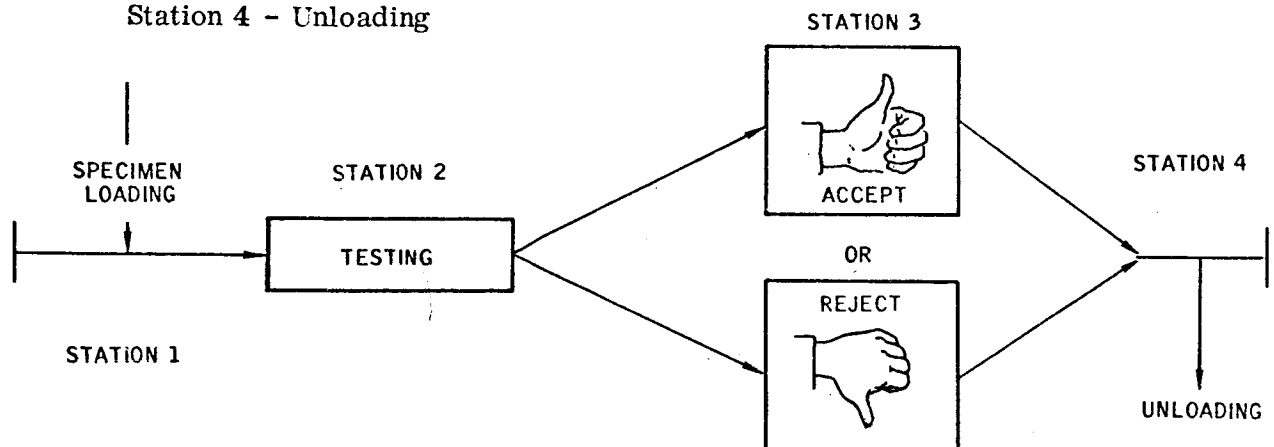 Station 4 - Unloading
STATION 3
SPECIMEN
LOADING
STATION 2
STATION 4
ACCEPT
TESTING
OR
REJECT
STATION 1
UNLOADING